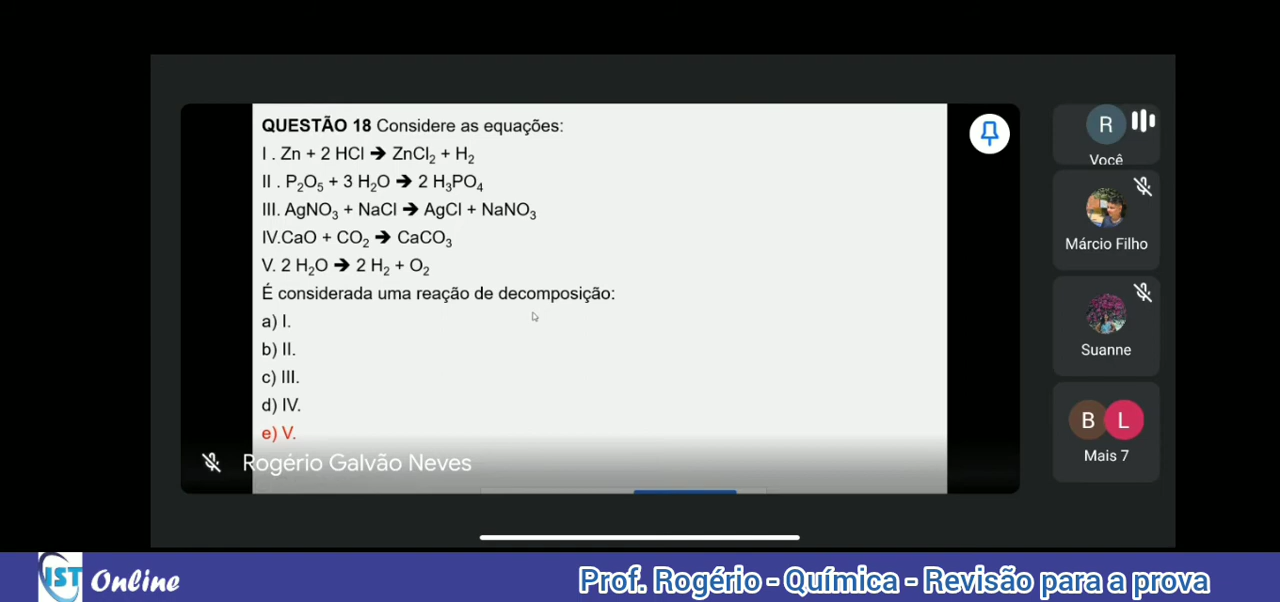 QUESTÃO 18 Considere as equações:
I . Zn + 2 HCl 🡺 ZnCl₂ + H₂
II . P₂O₅ + 3 H₂O 🡺 2 H₃PO₄
III. AgNO₃ + NaCl 🡺 AgCl + NaNO₃
IV.CaO + CO₂ 🡺 CaCO₃
V. 2 H₂O 🡺 2 H₂ + O₂
É considerada uma reação de decomposição:
a) I.
b) II.
c) III.
d) IV.
e) V.
Rogério Galvão Neves
R
Você
Márcio Filho
Suanne
B L
Mais 7
IST Online
Prof. Rogério - Química - Revisão para a prova